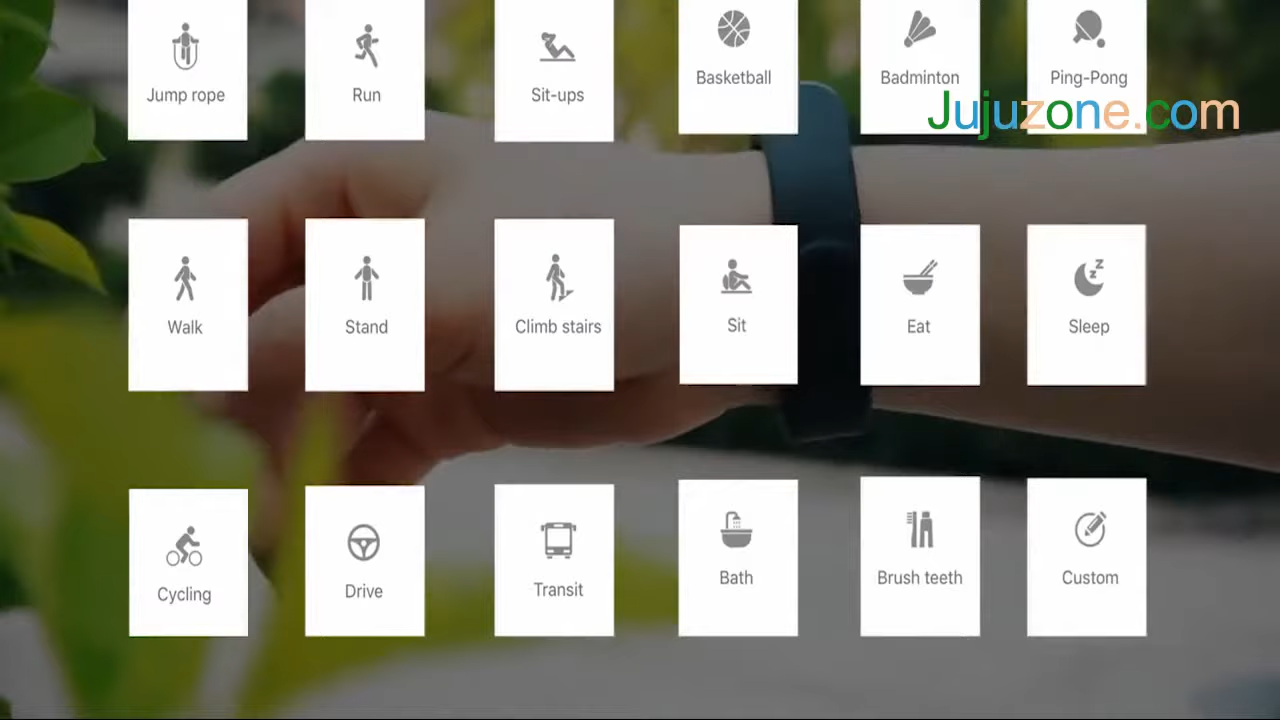 Jump rope
Run
Sit-ups
Basketball
Badminton
Ping-Pong
Jujuzone.com
Walk
Stand
Climb stairs
Sit
Eat
Sleep
Cycling
Drive
Transit
Bath
Brush teeth
Custom